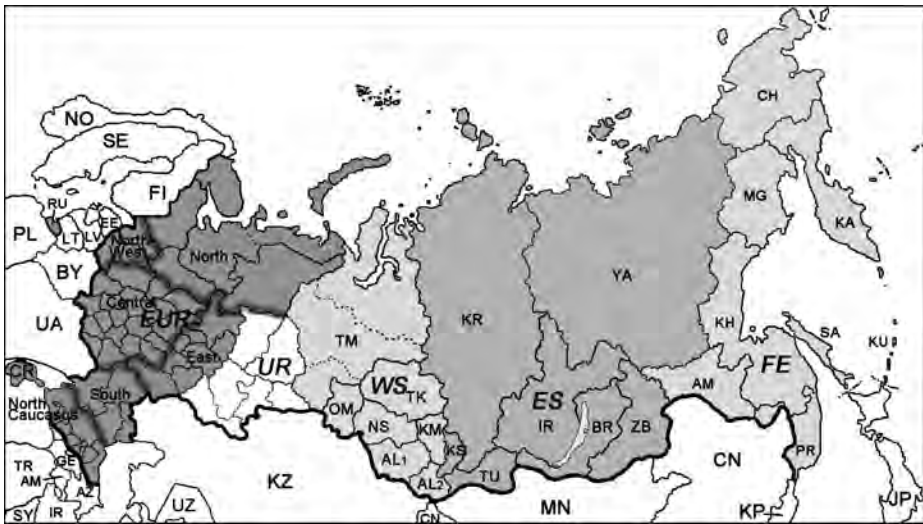 CH
NO
SE
FI
RU
EE
LV
LT
PL
BY
North
West
North
MG
KA
YA
UA
Central
EUR
East
UR
TM
KR
KH
SA
KU
FE
CR
North
Caucasus
South
WS
TK
OM
NS
KM
KS
AL1
AL2
TU
ES
IR
BR
ZB
AM
PR
TR
GE
AM
AZ
SY
IR
UZ
KZ
CN
MN
CN
KP
JP